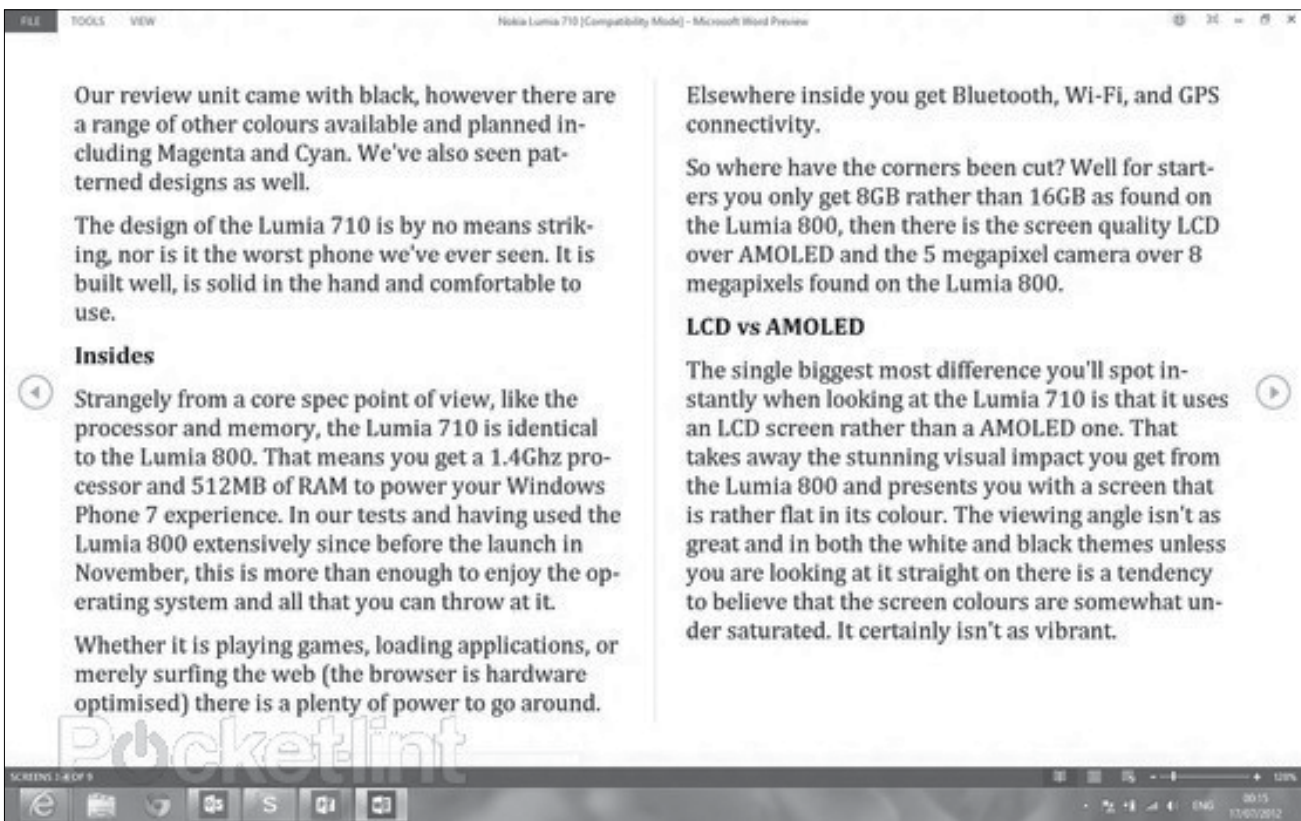 FILE TOOLS VIEW Nokia Lumia 710 [Compatibility Mode] - Microsoft Word Preview
Our review unit came with black, however there are
a range of other colours available and planned in-
cluding Magenta and Cyan. We've also seen pat-
terned designs as well.
The design of the Lumia 710 is by no means strik-
ing, nor is it the worst phone we've ever seen. It is
built well, is solid in the hand and comfortable to
use.
Insides
Strangely from a core spec point of view, like the
processor and memory, the Lumia 710 is identical
to the Lumia 800. That means you get a 1.4Ghz pro-
cessor and 512MB of RAM to power your Windows
Phone 7 experience. In our tests and having used the
Lumia 800 extensively since before the launch in
November, this is more than enough to enjoy the op-
erating system and all that you can throw at it.
Whether it is playing games, loading applications, or
merely surfing the web (the browser is hardware
optimised) there is a plenty of power to go around.
Elsewhere inside you get Bluetooth, Wi-Fi, and GPS
connectivity.
So where have the corners been cut? Well for start-
ers you only get 8GB rather than 16GB as found on
the Lumia 800, then there is the screen quality LCD
over AMOLED and the 5 megapixel camera over 8
megapixels found on the Lumia 800.
LCD vs AMOLED
The single biggest most difference you'll spot in-
stantly when looking at the Lumia 710 is that it uses
an LCD screen rather than a AMOLED one. That
takes away the stunning visual impact you get from
the Lumia 800 and presents you with a screen that
is rather flat in its colour. The viewing angle isn't as
great and in both the white and black themes unless
you are looking at it straight on there is a tendency
to believe that the screen colours are somewhat un-
der saturated. It certainly isn't as vibrant.
Pocket-lint
SCREENS 3-4 OF 9 128%
ENG 00:15
17/07/2012